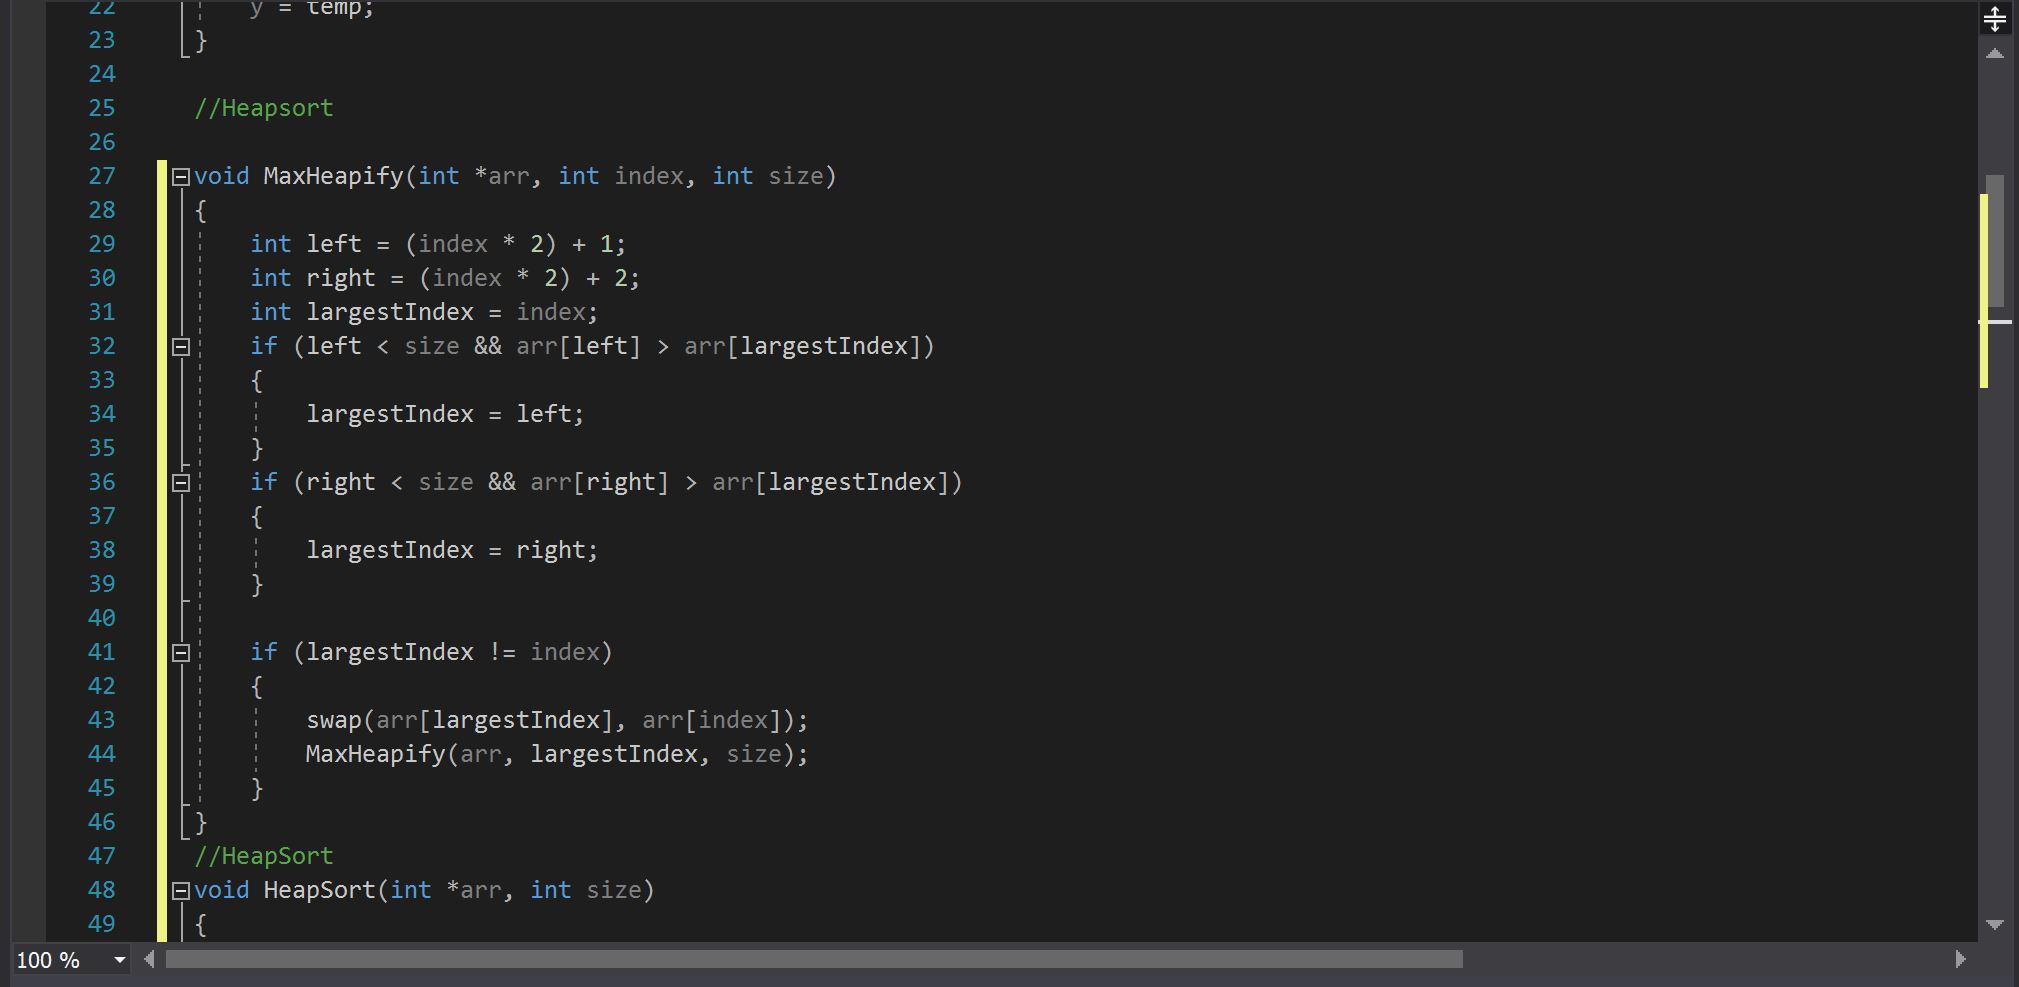 22 y = temp;
23 }
24
25 //Heapsort
26
27 void MaxHeapify(int *arr, int index, int size)
28 {
29 int left = (index * 2) + 1;
30 int right = (index * 2) + 2;
31 int largestIndex = index;
32 if (left < size && arr[left] > arr[largestIndex])
33 {
34 largestIndex = left;
35 }
36 if (right < size && arr[right] > arr[largestIndex])
37 {
38 largestIndex = right;
39 }
40
41 if (largestIndex != index)
42 {
43 swap(arr[largestIndex], arr[index]);
44 MaxHeapify(arr, largestIndex, size);
45 }
46 }
47 //HeapSort
48 void HeapSort(int *arr, int size)
49 {
100 %